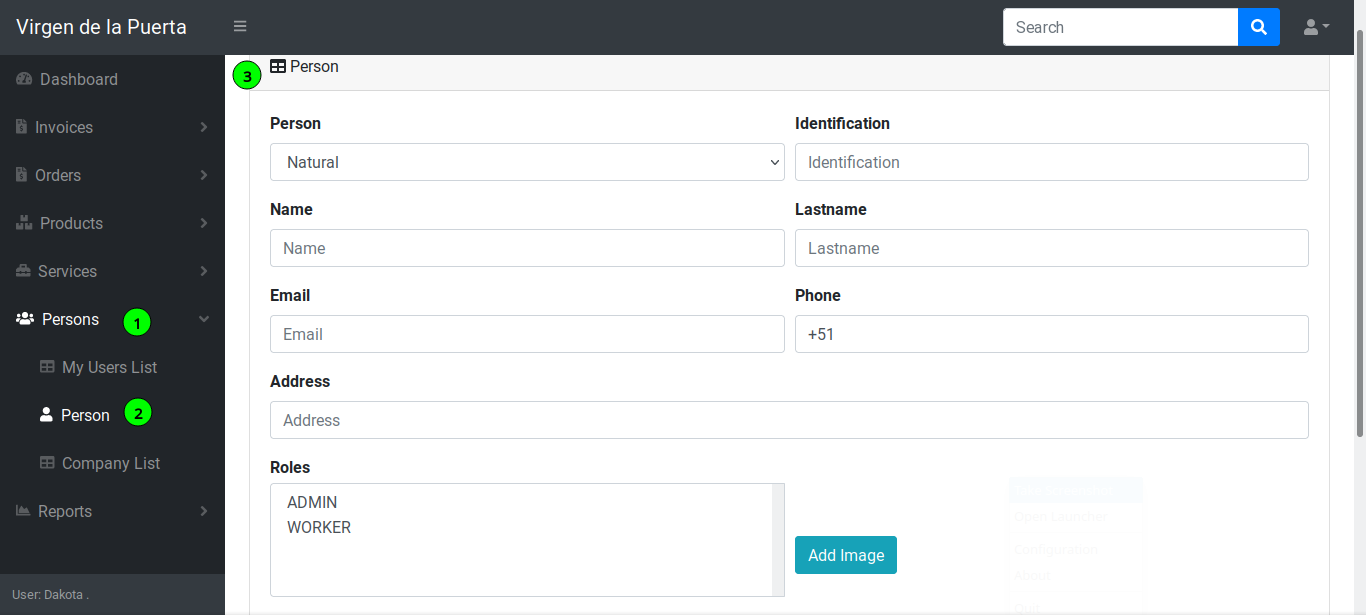 Virgen de la Puerta
Search
Dashboard
Invoices
Orders
Products
Services
Persons 1
My Users List
Person 2
Company List
Reports
User: Dakota .
3 Person
Person Identification
Natural Identification
Name Lastname
Name Lastname
Email Phone
Email +51
Address
Address
Roles
ADMIN
WORKER
Add Image
Open Launcher
Configuration
About
Quit